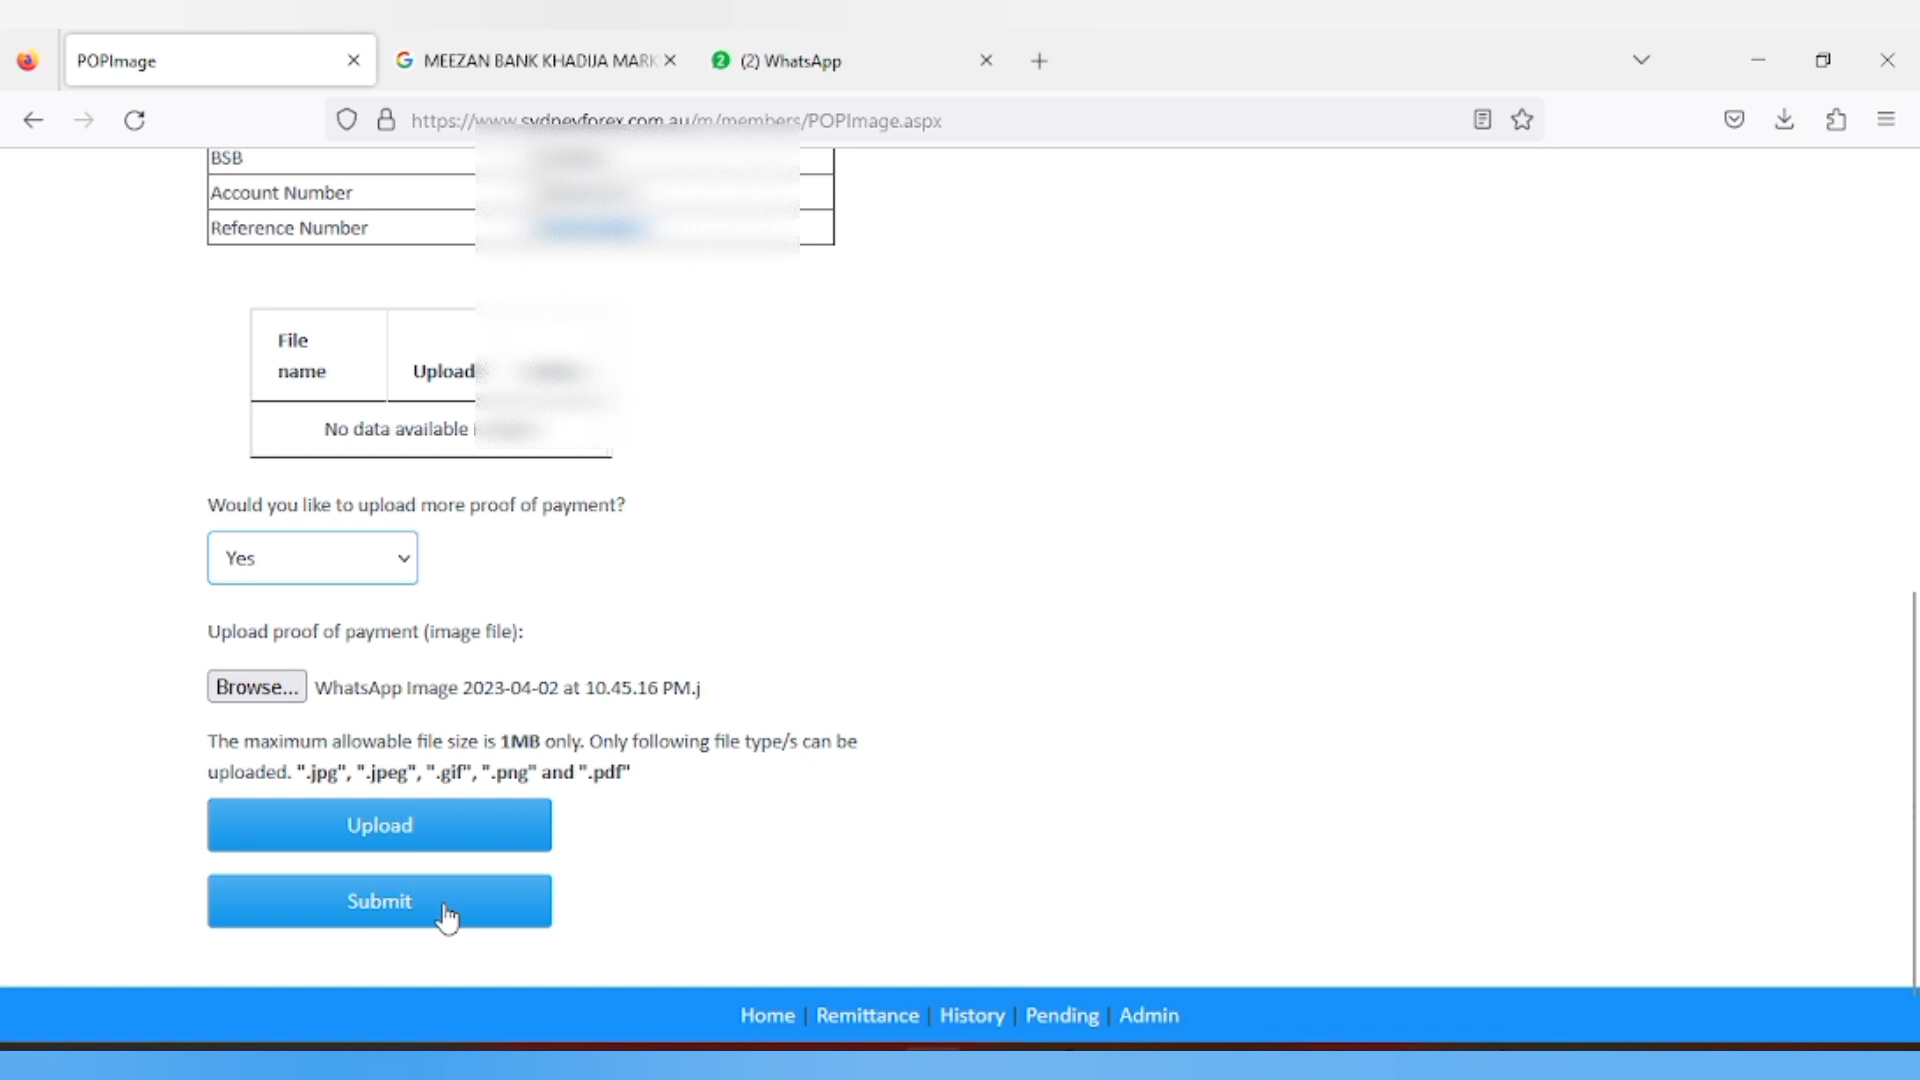 POPImage
MEEZAN BANK KHADIJA MARK
2 (2) WhatsApp
https://www.sydneyforex.com.au/m/members/POPImage.aspx
BSB
Account Number
Reference Number
File
name
Upload
No data available
Would you like to upload more proof of payment?
Yes
Upload proof of payment (image file):
Browse... WhatsApp Image 2023-04-02 at 10.45.16 PM.j
The maximum allowable file size is 1MB only. Only following file type/s can be
uploaded. ".jpg", ".jpeg", ".gif", ".png" and ".pdf"
Upload
Submit
Home | Remittance | History | Pending | Admin